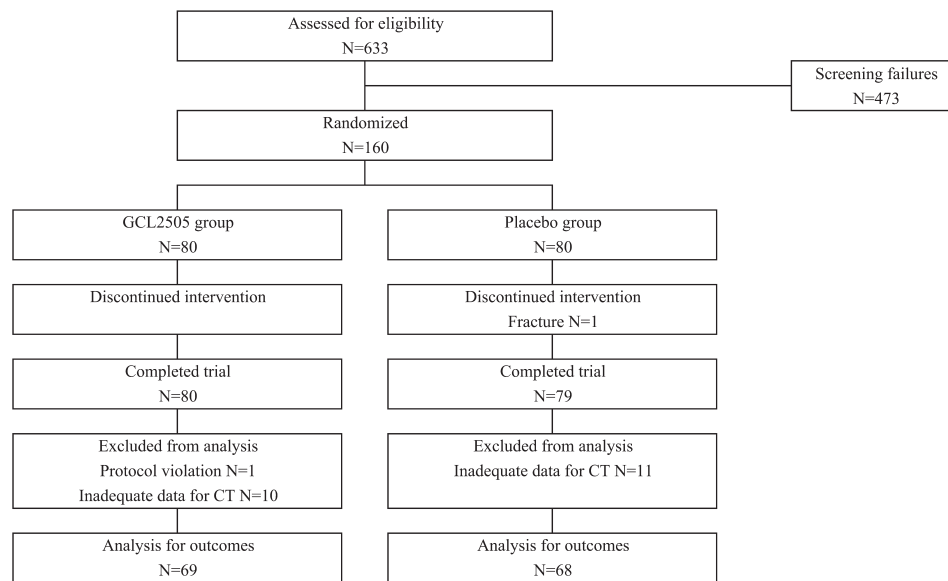 Assessed for eligibility
N=633
Screening failures
N=473
Randomized
N=160
GCL2505 group
N=80
Placebo group
N=80
Discontinued intervention
Discontinued intervention
Fracture N=1
Completed trial
N=80
Completed trial
N=79
Excluded from analysis
Protocol violation N=1
Inadequate data for CT N=10
Excluded from analysis
Inadequate data for CT N=11
Analysis for outcomes
N=69
Analysis for outcomes
N=68